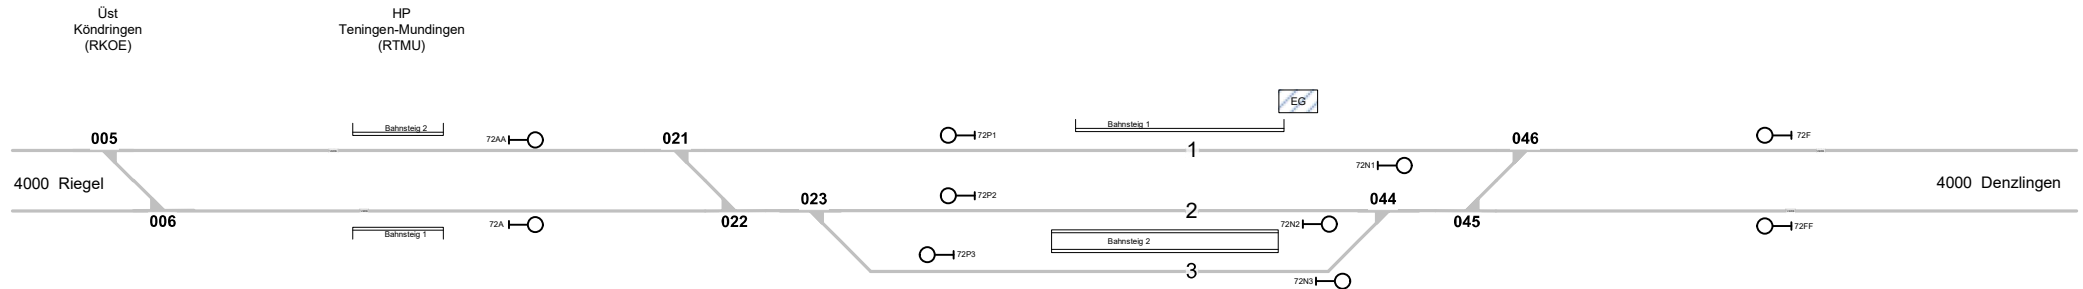 Üst
Köndringen
(RKOE)
HP
Teningen-Mundingen
(RTMU)
EG
005
Bahnsteig 2
72AA
021
72P1
Bahnsteig 1
1
046
72F
72N1
4000 Riegel
4000 Denzlingen
006
Bahnsteig 1
72A
022
023
72P2
2
72N2
044
045
72FF
Bahnsteig 2
72P3
3
72N3